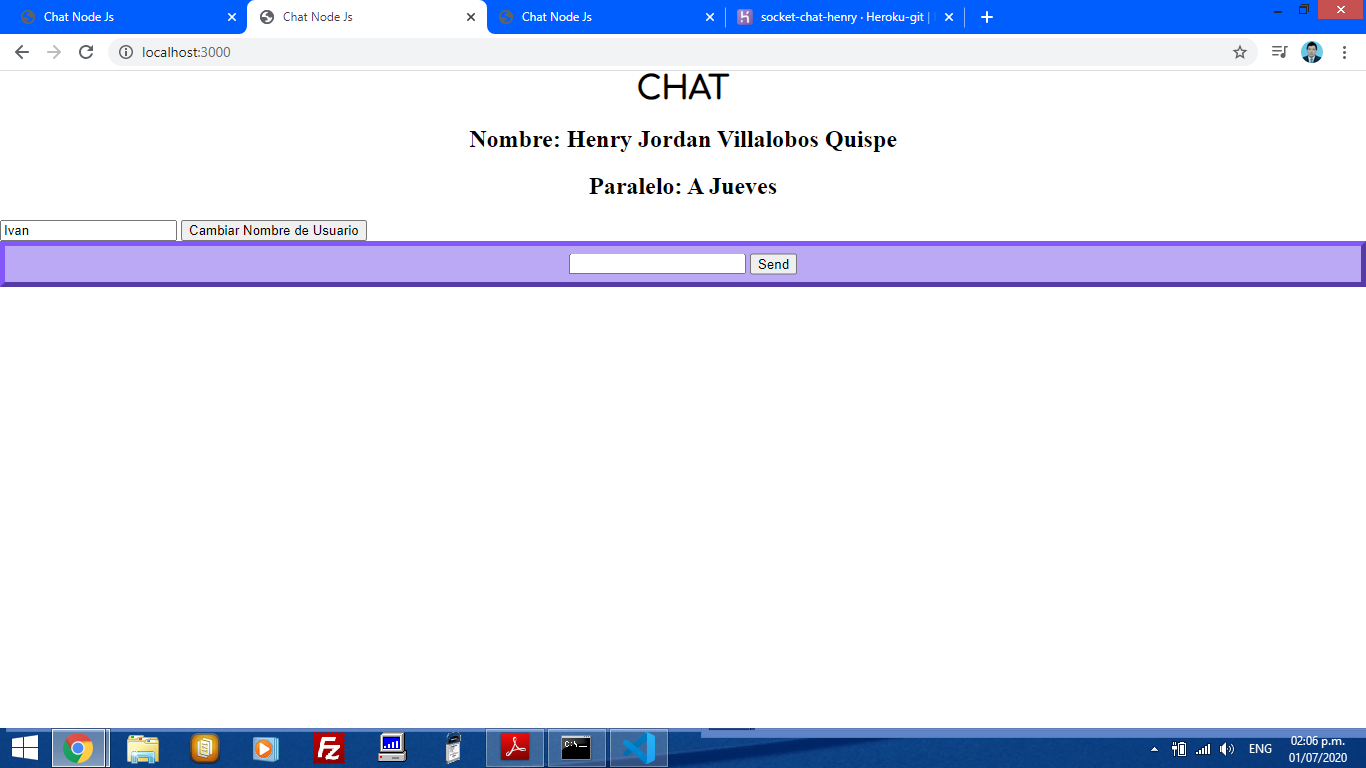 Chat Node Js
Chat Node Js
Chat Node Js
socket-chat-henry · Heroku-git |
localhost:3000
CHAT
Nombre: Henry Jordan Villalobos Quispe
Paralelo: A Jueves
Ivan
Cambiar Nombre de Usuario
Send
Fz
C:\_
ENG
02:06 p.m.
01/07/2020